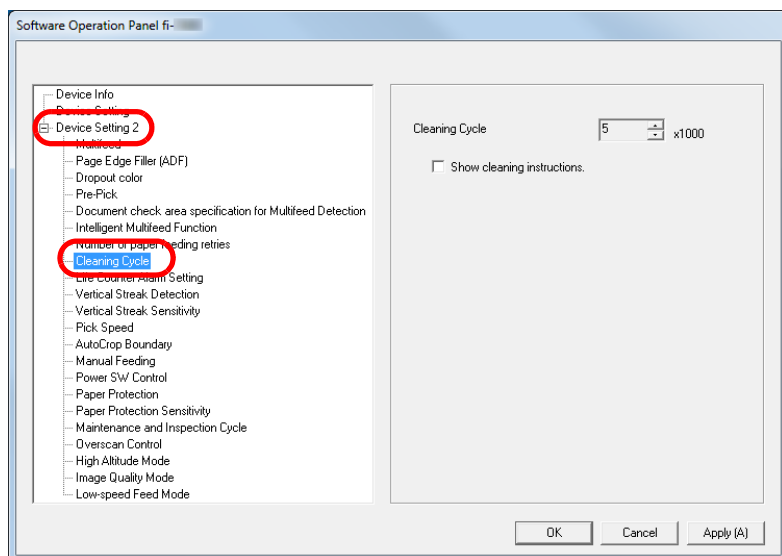 Software Operation Panel fi-
Device Info
Device Setting
Device Setting 2
Multifeed
Page Edge Filler (ADF)
Dropout color
Pre-Pick
Document check area specification for Multifeed Detection
Intelligent Multifeed Function
Number of paper feeding retries
Cleaning Cycle
Life Counter Alarm Setting
Vertical Streak Detection
Vertical Streak Sensitivity
Pick Speed
AutoCrop Boundary
Manual Feeding
Power SW Control
Paper Protection
Paper Protection Sensitivity
Maintenance and Inspection Cycle
Overscan Control
High Altitude Mode
Image Quality Mode
Low-speed Feed Mode
Cleaning Cycle 5 x1000
Show cleaning instructions.
OK Cancel Apply (A)